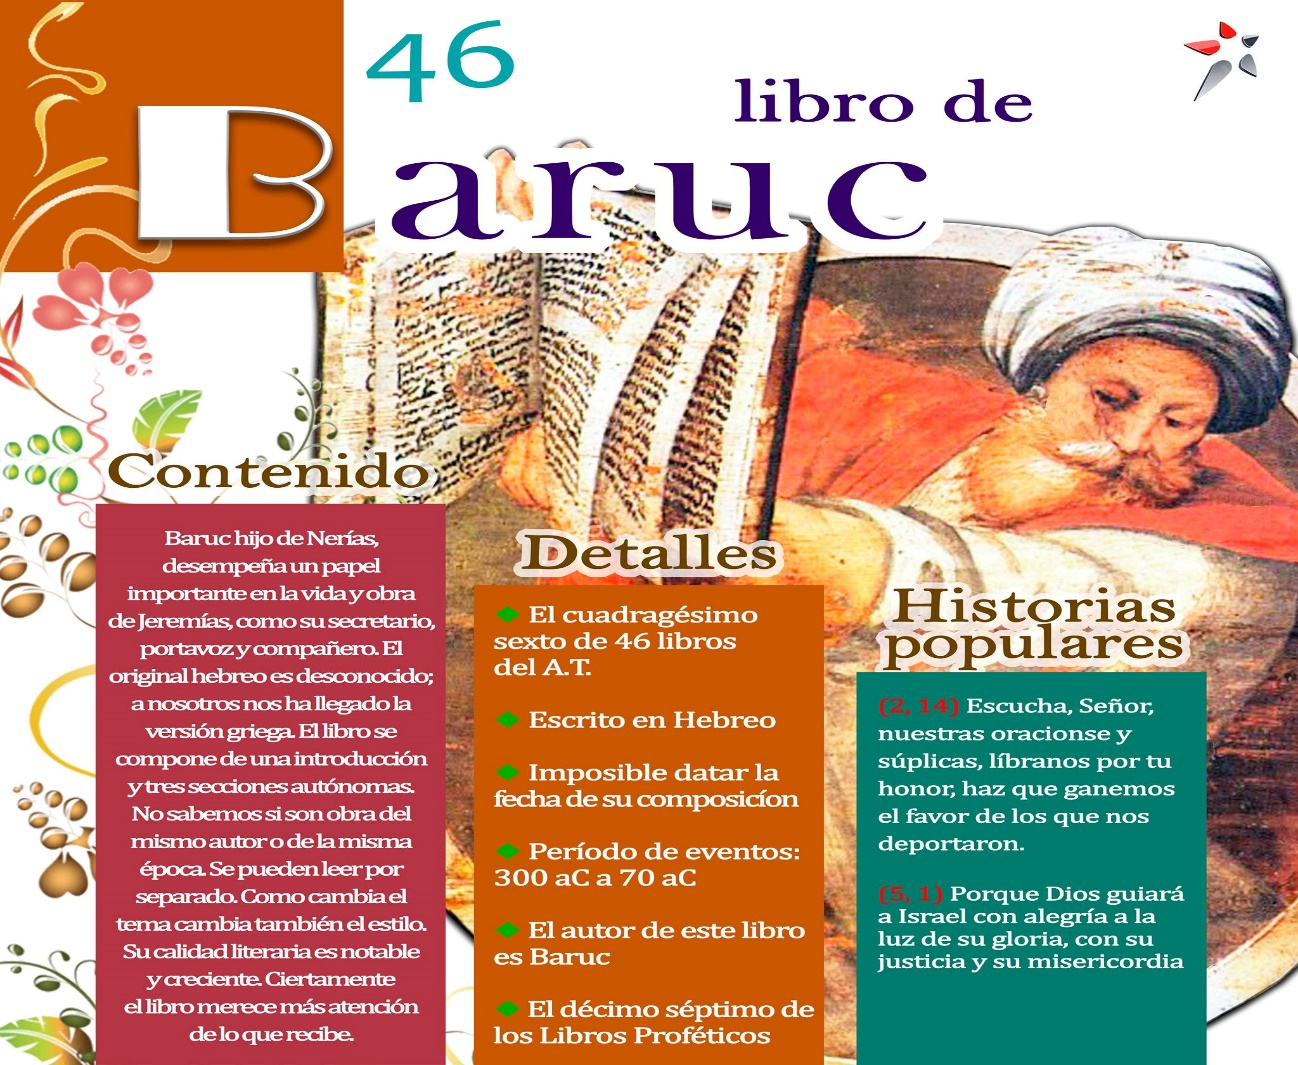 46
libro de
Baruc
Contenido
Baruc hijo de Nerías,
desempeña un papel
importante en la vida y obra
de Jeremías, como su secretario,
portavoz y compañero. El
original hebreo es desconocido;
a nosotros nos ha llegado la
versión griega. El libro se
compone de una introducción
y tres secciones autónomas.
No sabemos si son obra del
mismo autor o de la misma
época. Se pueden leer por
separado. Como cambia el
tema cambia también el estilo.
Su calidad literaria es notable
y creciente. Ciertamente
el libro merece más atención
de lo que recibe.
Detalles
El cuadragésimo
sexto de 46 libros
del A.T.
Escrito en Hebreo
Imposible datar la
fecha de su composicíon
Período de eventos:
300 aC a 70 aC
El autor de este libro
es Baruc
El décimo séptimo de
los Libros Proféticos
Historias
populares
(2, 14) Escucha, Señor,
nuestras oracionse y
súplicas, líbranos por tu
honor, haz que ganemos
el favor de los que nos
deportaron.
(5, 1) Porque Dios guiará
a Israel con alegría a la
luz de su gloria, con su
justicia y su misericordia